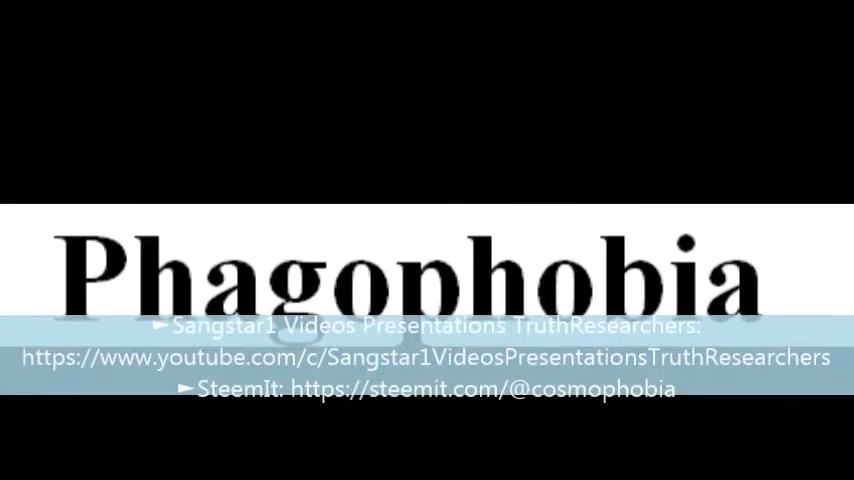 Phagophobia
►Sangstar1 Videos Presentations TruthResearchers:
https://www.youtube.com/c/Sangstar1VideosPresentationsTruthResearchers
►SteemIt: https://steemit.com/@cosmophobia